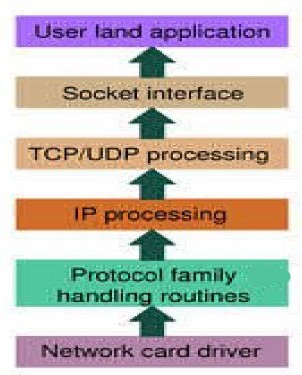 User land application
Socket interface
TCP/UDP processing
IP processing
Protocol family
handling routines
Network card driver